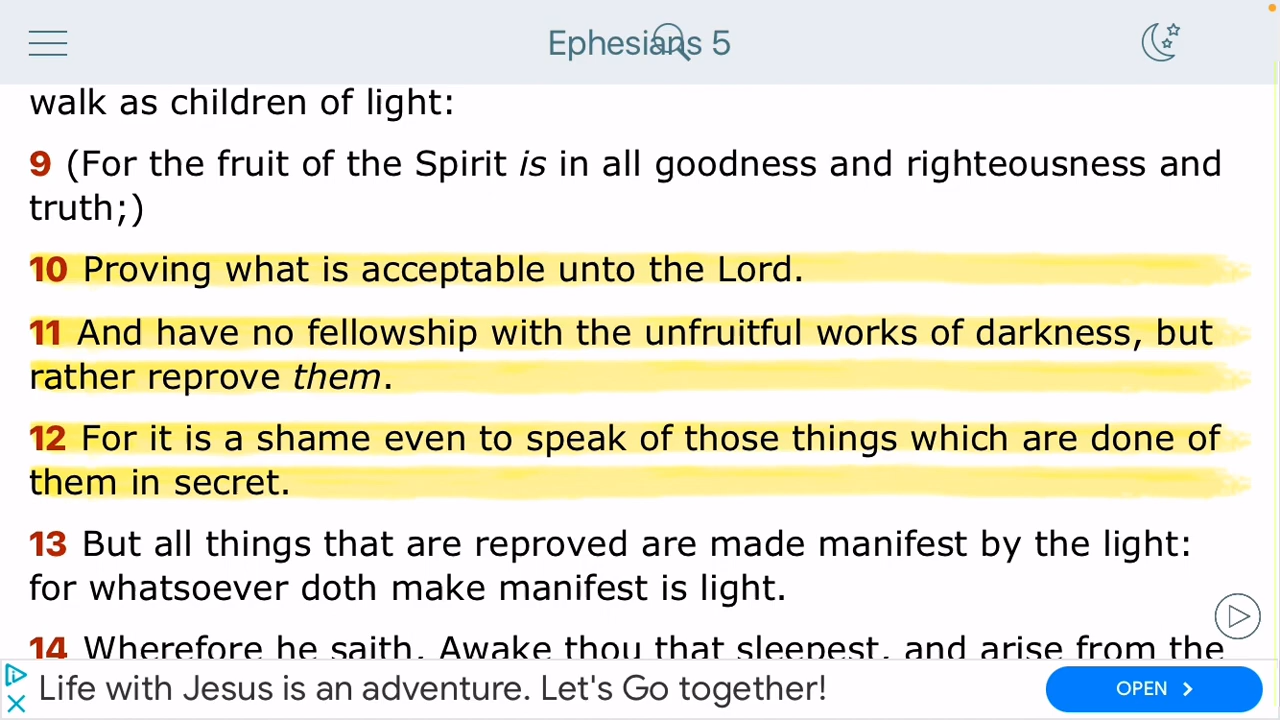 Ephesians 5
walk as children of light:
9 (For the fruit of the Spirit is in all goodness and righteousness and
truth;)
10 Proving what is acceptable unto the Lord.
11 And have no fellowship with the unfruitful works of darkness, but
rather reprove them.
12 For it is a shame even to speak of those things which are done of
them in secret.
13 But all things that are reproved are made manifest by the light:
for whatsoever doth make manifest is light.
14 Wherefore he saith, Awake thou that sleepest, and arise from the
Life with Jesus is an adventure. Let's Go together!
OPEN